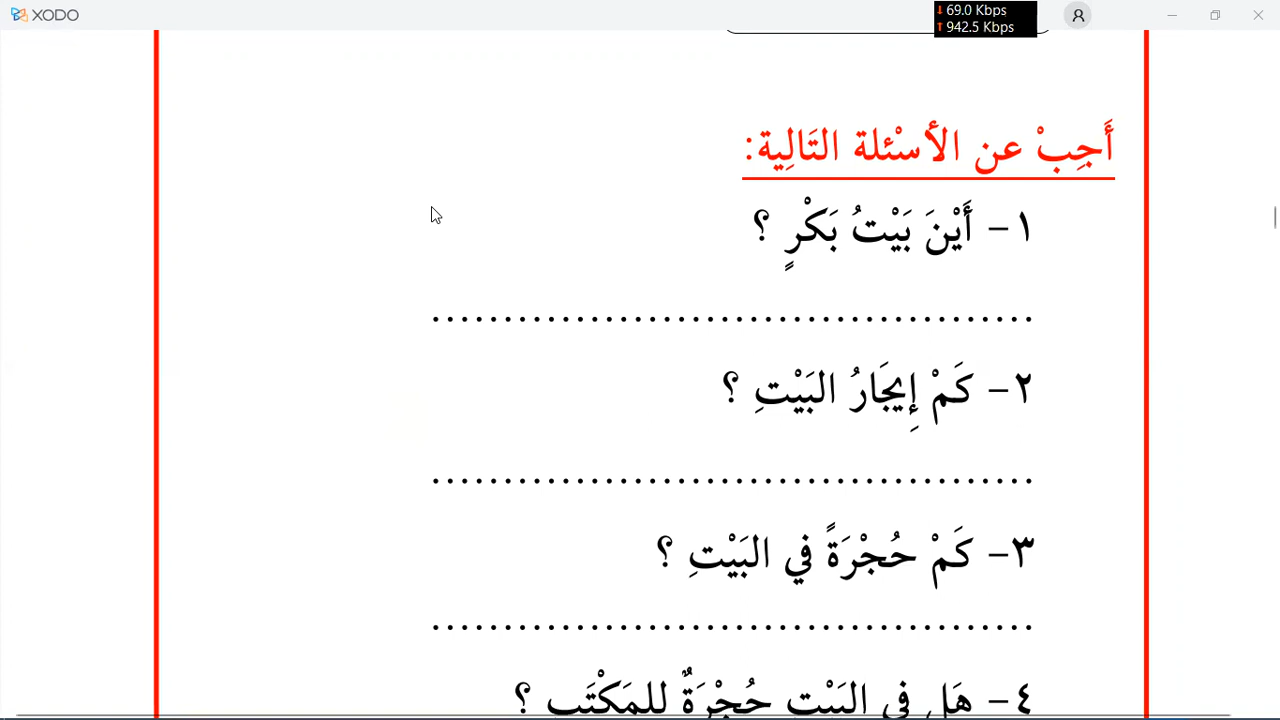 XODO
↓ 69.0 Kbps
↑ 942.5 Kbps
أَجِبْ عن الأسْئلة التَالِية:
١- أَيْنَ بَيْتُ بَكْرٍ ؟
........................................
٢- كَمْ إِيجَارُ البَيْتِ ؟
........................................
٣- كَمْ حُجْرَةً في البَيْتِ ؟
........................................
٤- هَل في البَيْتِ حُجْرَةٌ للمَكْتَبِ ؟